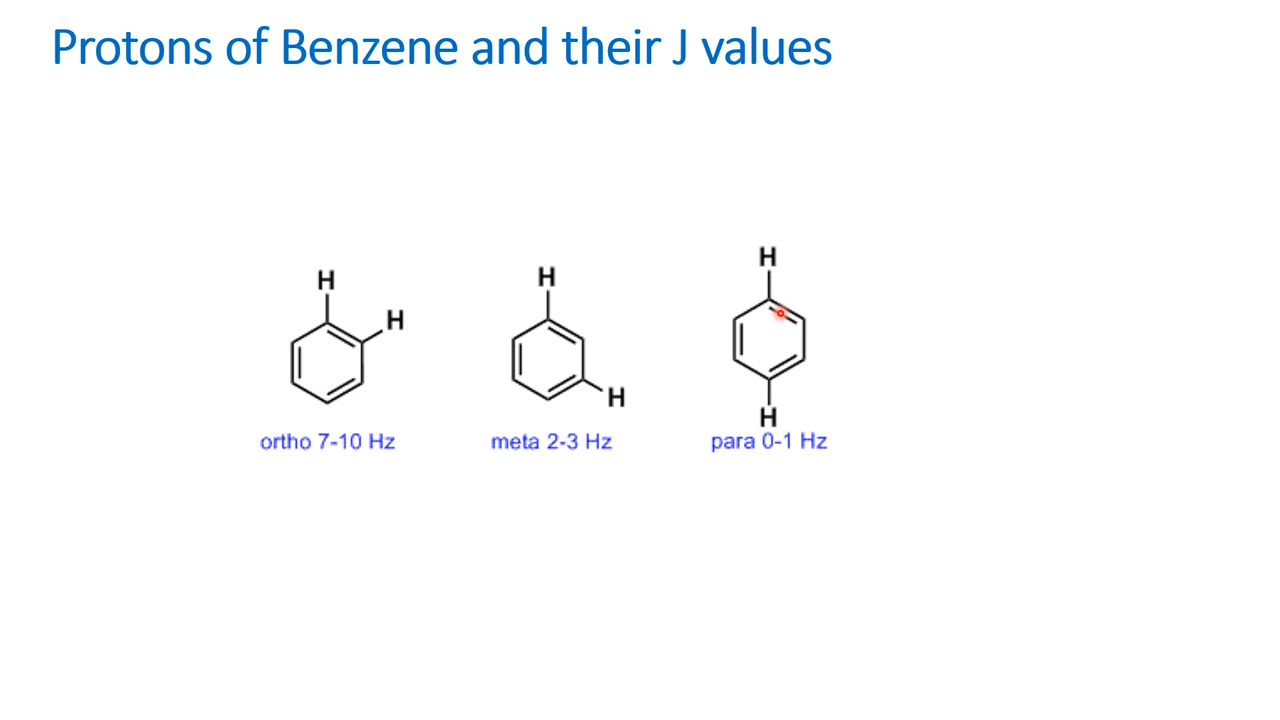 Protons of Benzene and their J values
H
H
H
H
H
H
ortho 7-10 Hz
meta 2-3 Hz
para 0-1 Hz